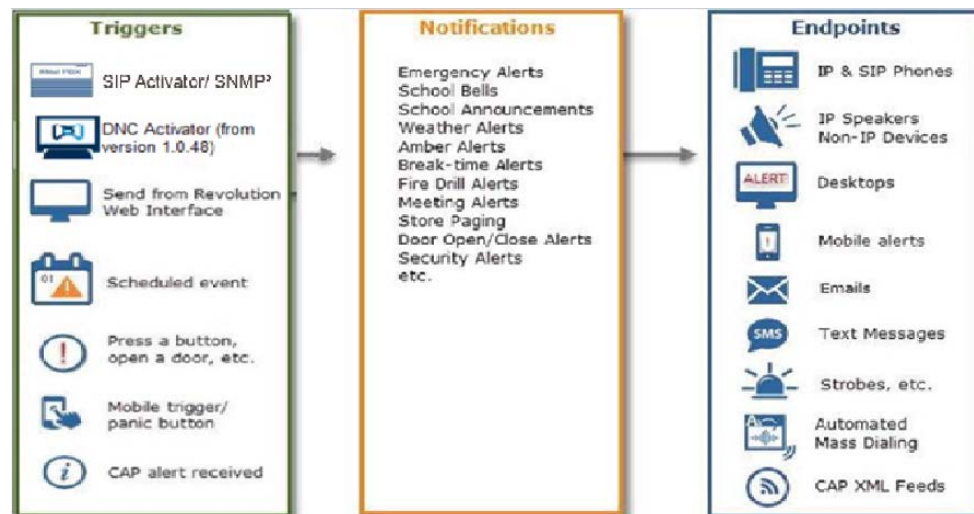 Triggers
SIP Activator/ SNMP³
DNC Activator (from
version 1.0.48)
Send from Revolution
Web Interface
01
Scheduled event
!
Press a button,
open a door, etc.
Mobile trigger/
panic button
i
CAP alert received
Notifications
Emergency Alerts
School Bells
School Announcements
Weather Alerts
Amber Alerts
Break-time Alerts
Fire Drill Alerts
Meeting Alerts
Store Paging
Door Open/Close Alerts
Security Alerts
etc.
Endpoints
IP & SIP Phones
IP Speakers
Non-IP Devices
ALERT!
Desktops
!
Mobile alerts
Emails
SMS
Text Messages
Strobes, etc.
Automated
Mass Dialing
CAP XML Feeds